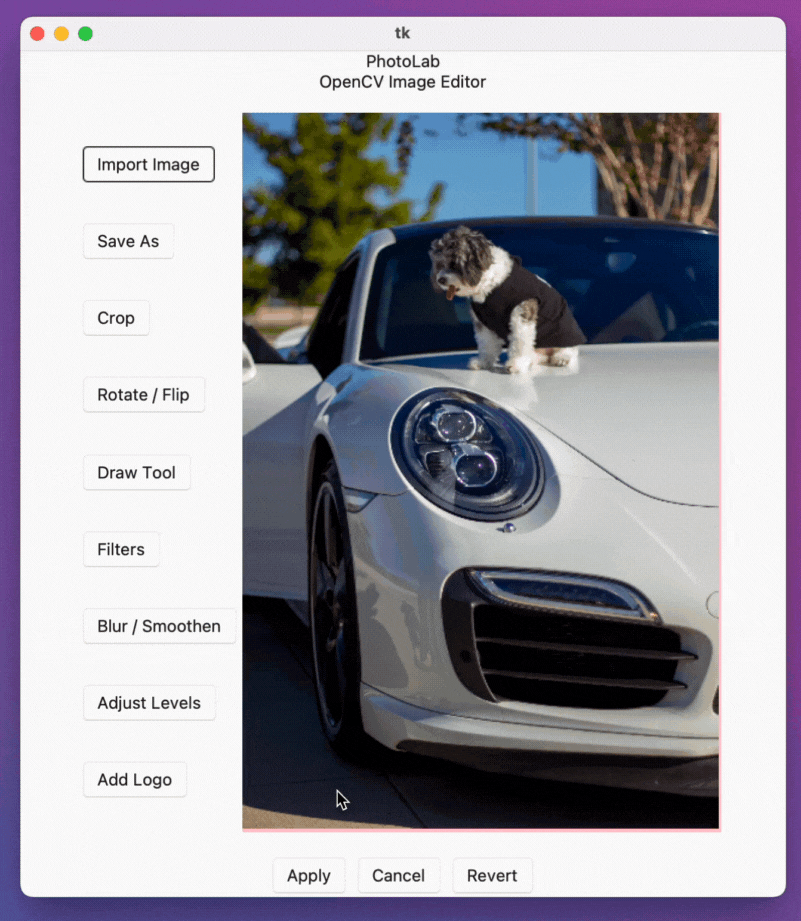 tk
PhotoLab
OpenCV Image Editor
Import Image
Save As
Crop
Rotate / Flip
Draw Tool
Filters
Blur / Smoothen
Adjust Levels
Add Logo
Apply
Cancel
Revert